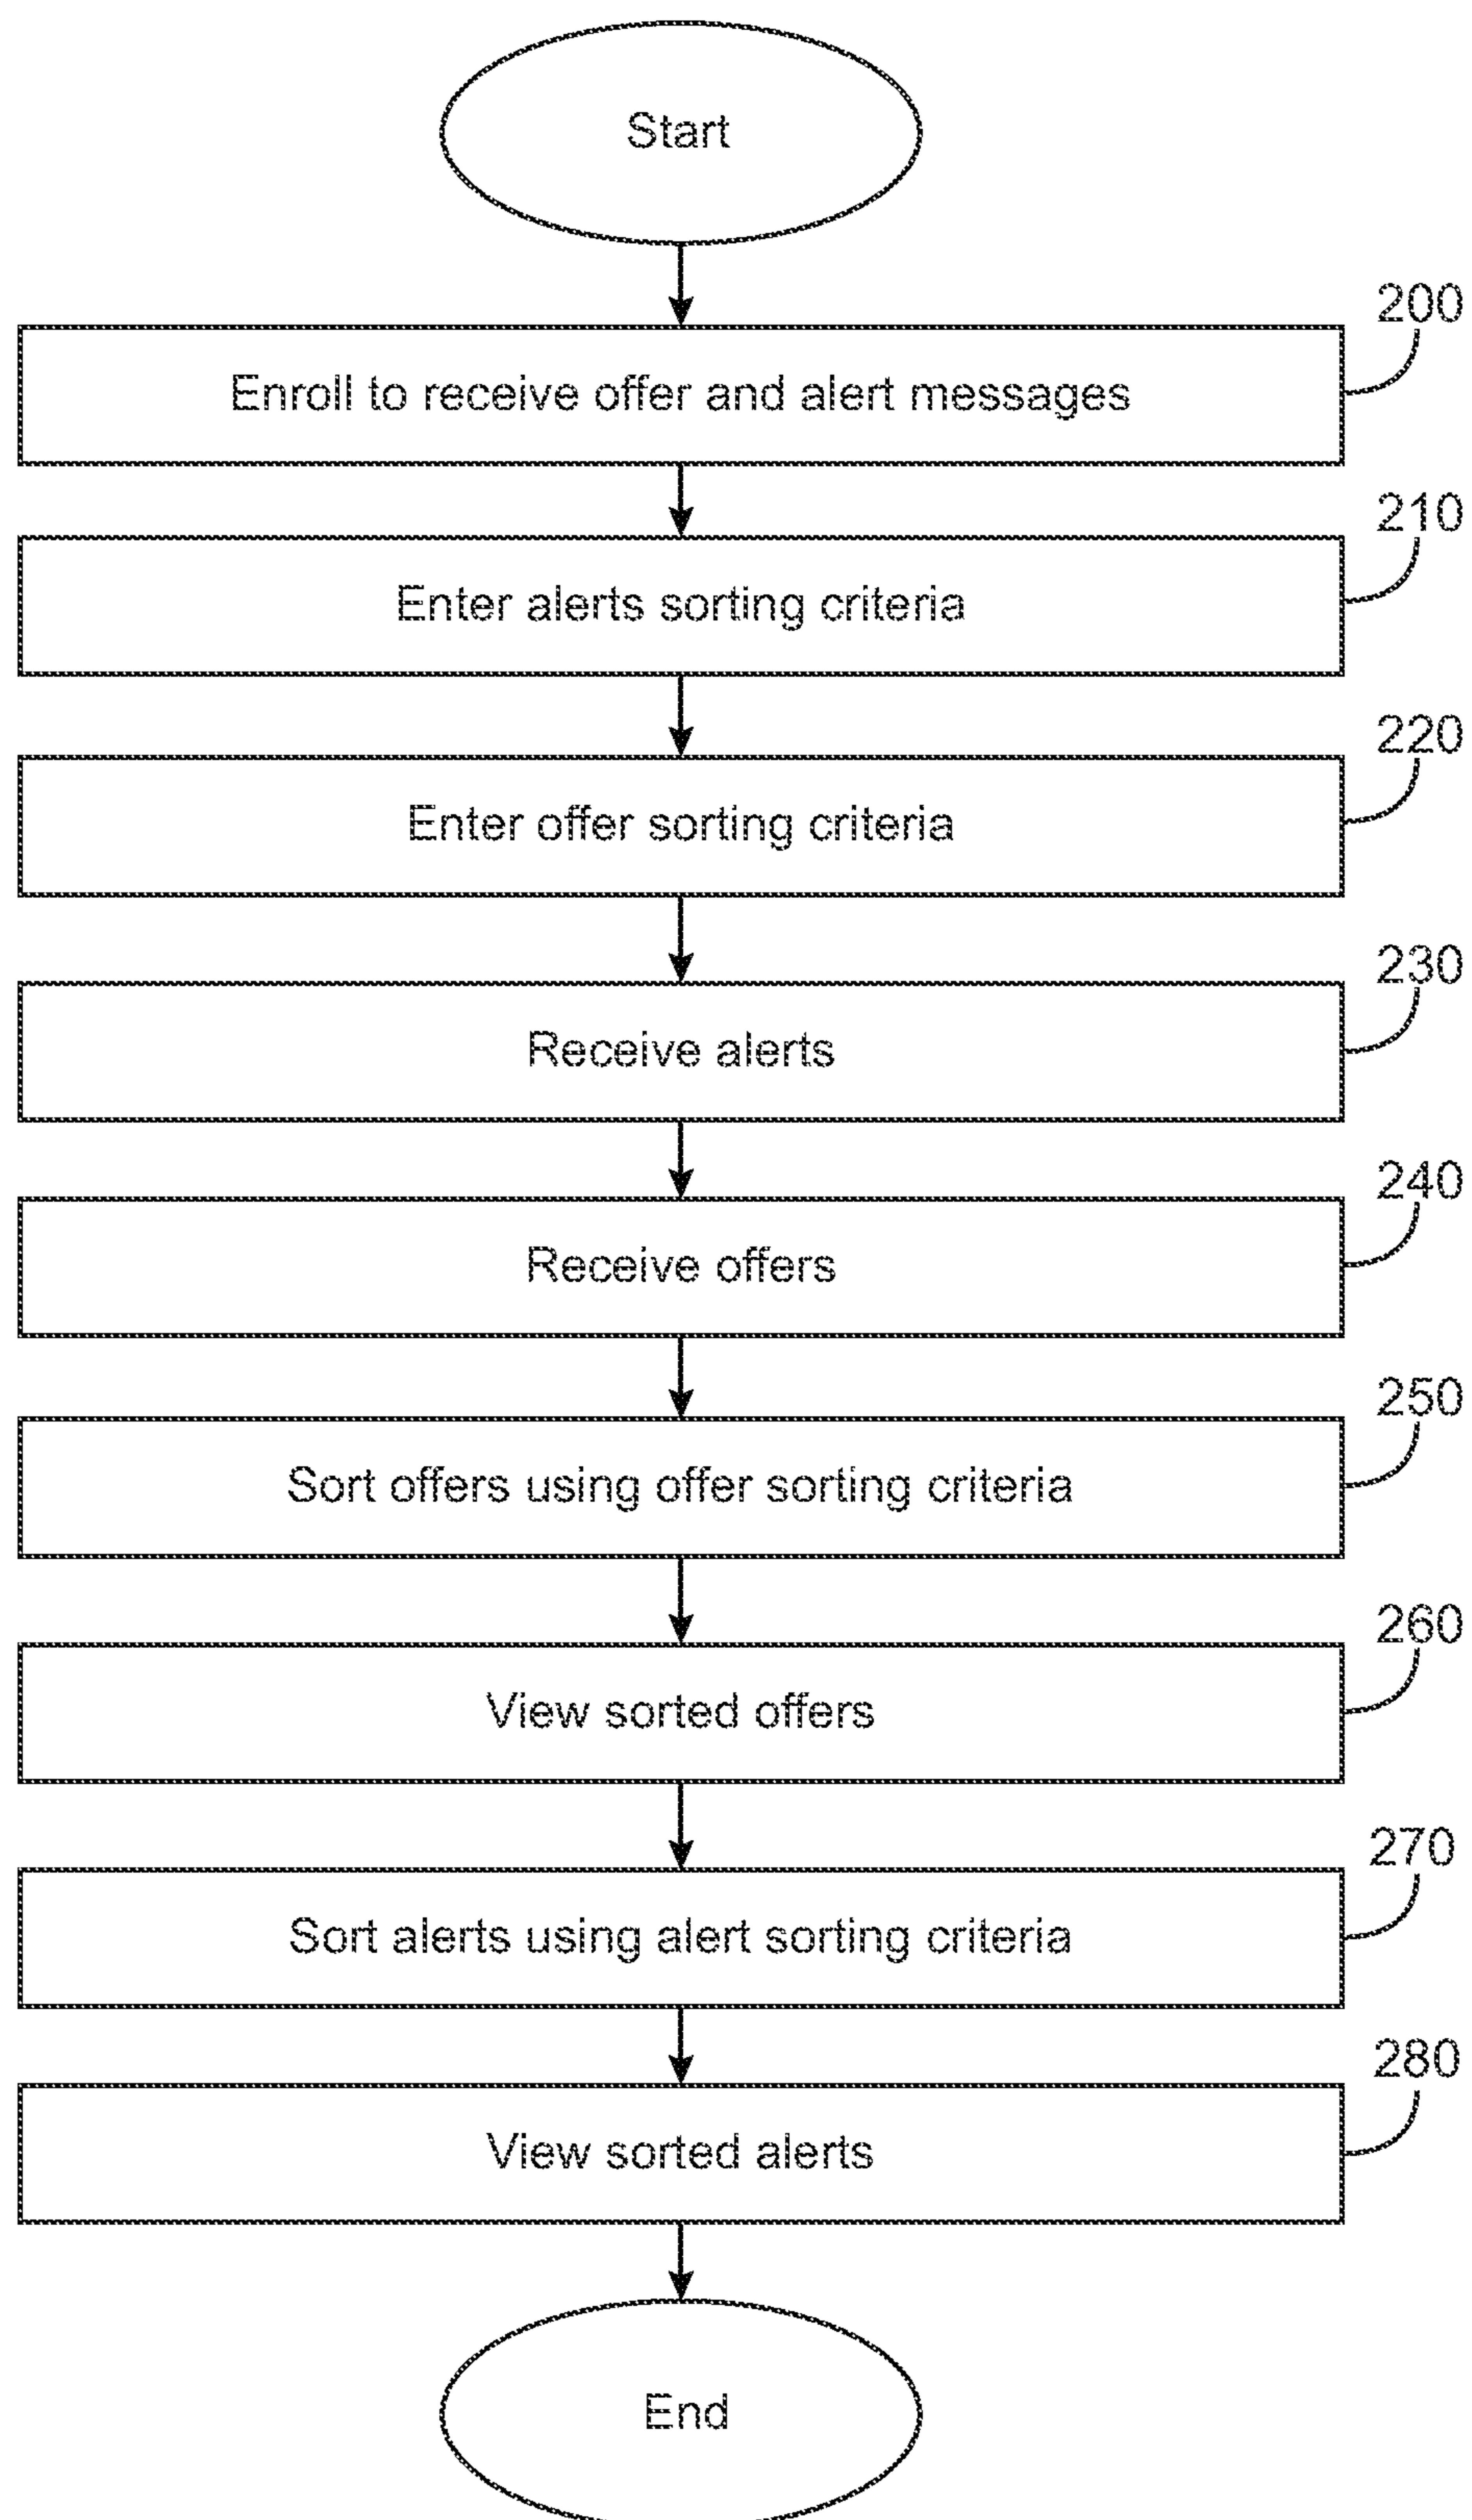 Start
200
Enroll to receive offer and alert messages
210
Enter alerts sorting criteria
220
Enter offer sorting criteria
230
Receive alerts
240
Receive offers
250
Sort offers using offer sorting criteria
260
View sorted offers
270
Sort alerts using alert sorting criteria
280
View sorted alerts
End